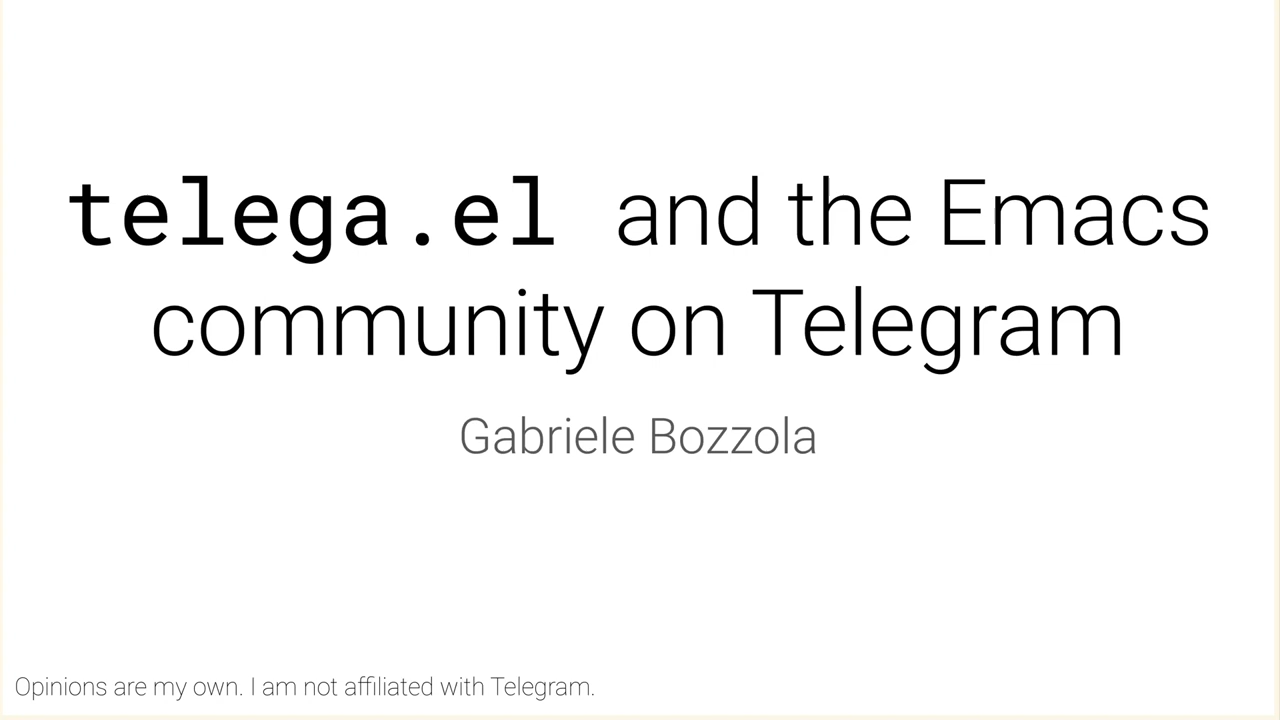 telega.el and the Emacs
community on Telegram
Gabriele Bozzola
Opinions are my own. I am not affiliated with Telegram.